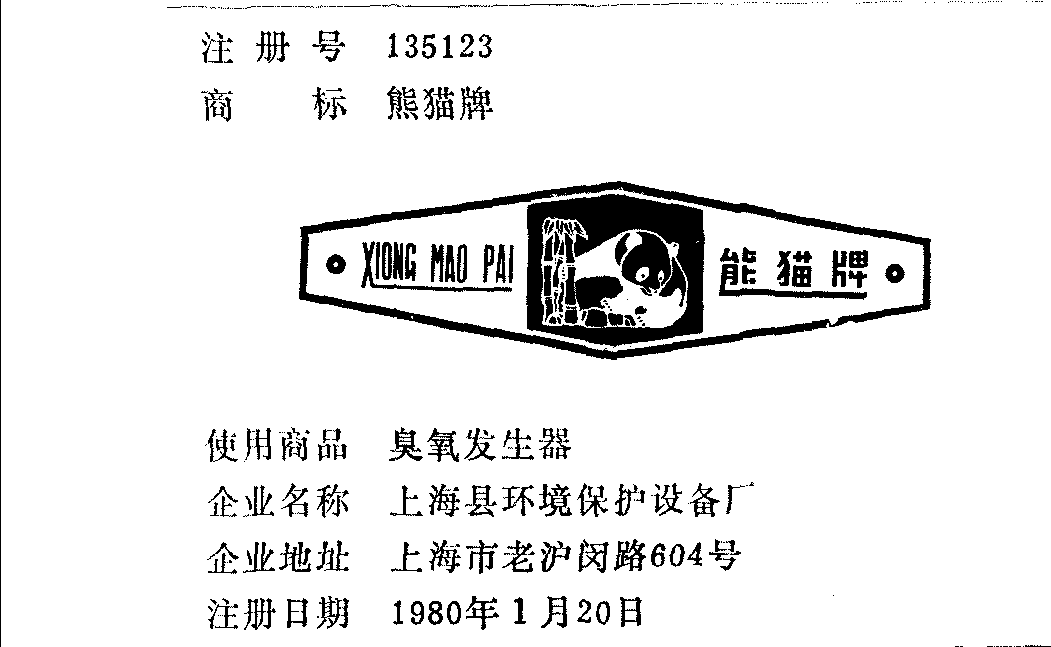 注册号 135123
商标 熊猫牌
XIONG MAO PAI 熊猫牌
使用商品 臭氧发生器
企业名称 上海县环境保护设备厂
企业地址 上海市老沪闵路604号
注册日期 1980年1月20日